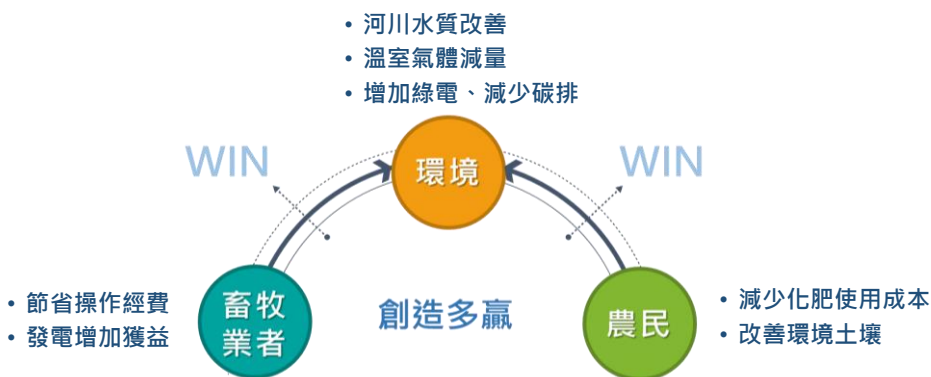 • 河川水質改善
• 溫室氣體減量
• 增加綠電、減少碳排
WIN
環境
WIN
• 節省操作經費
• 發電增加獲益
畜牧
業者
創造多贏
農民
• 減少化肥使用成本
• 改善環境土壤